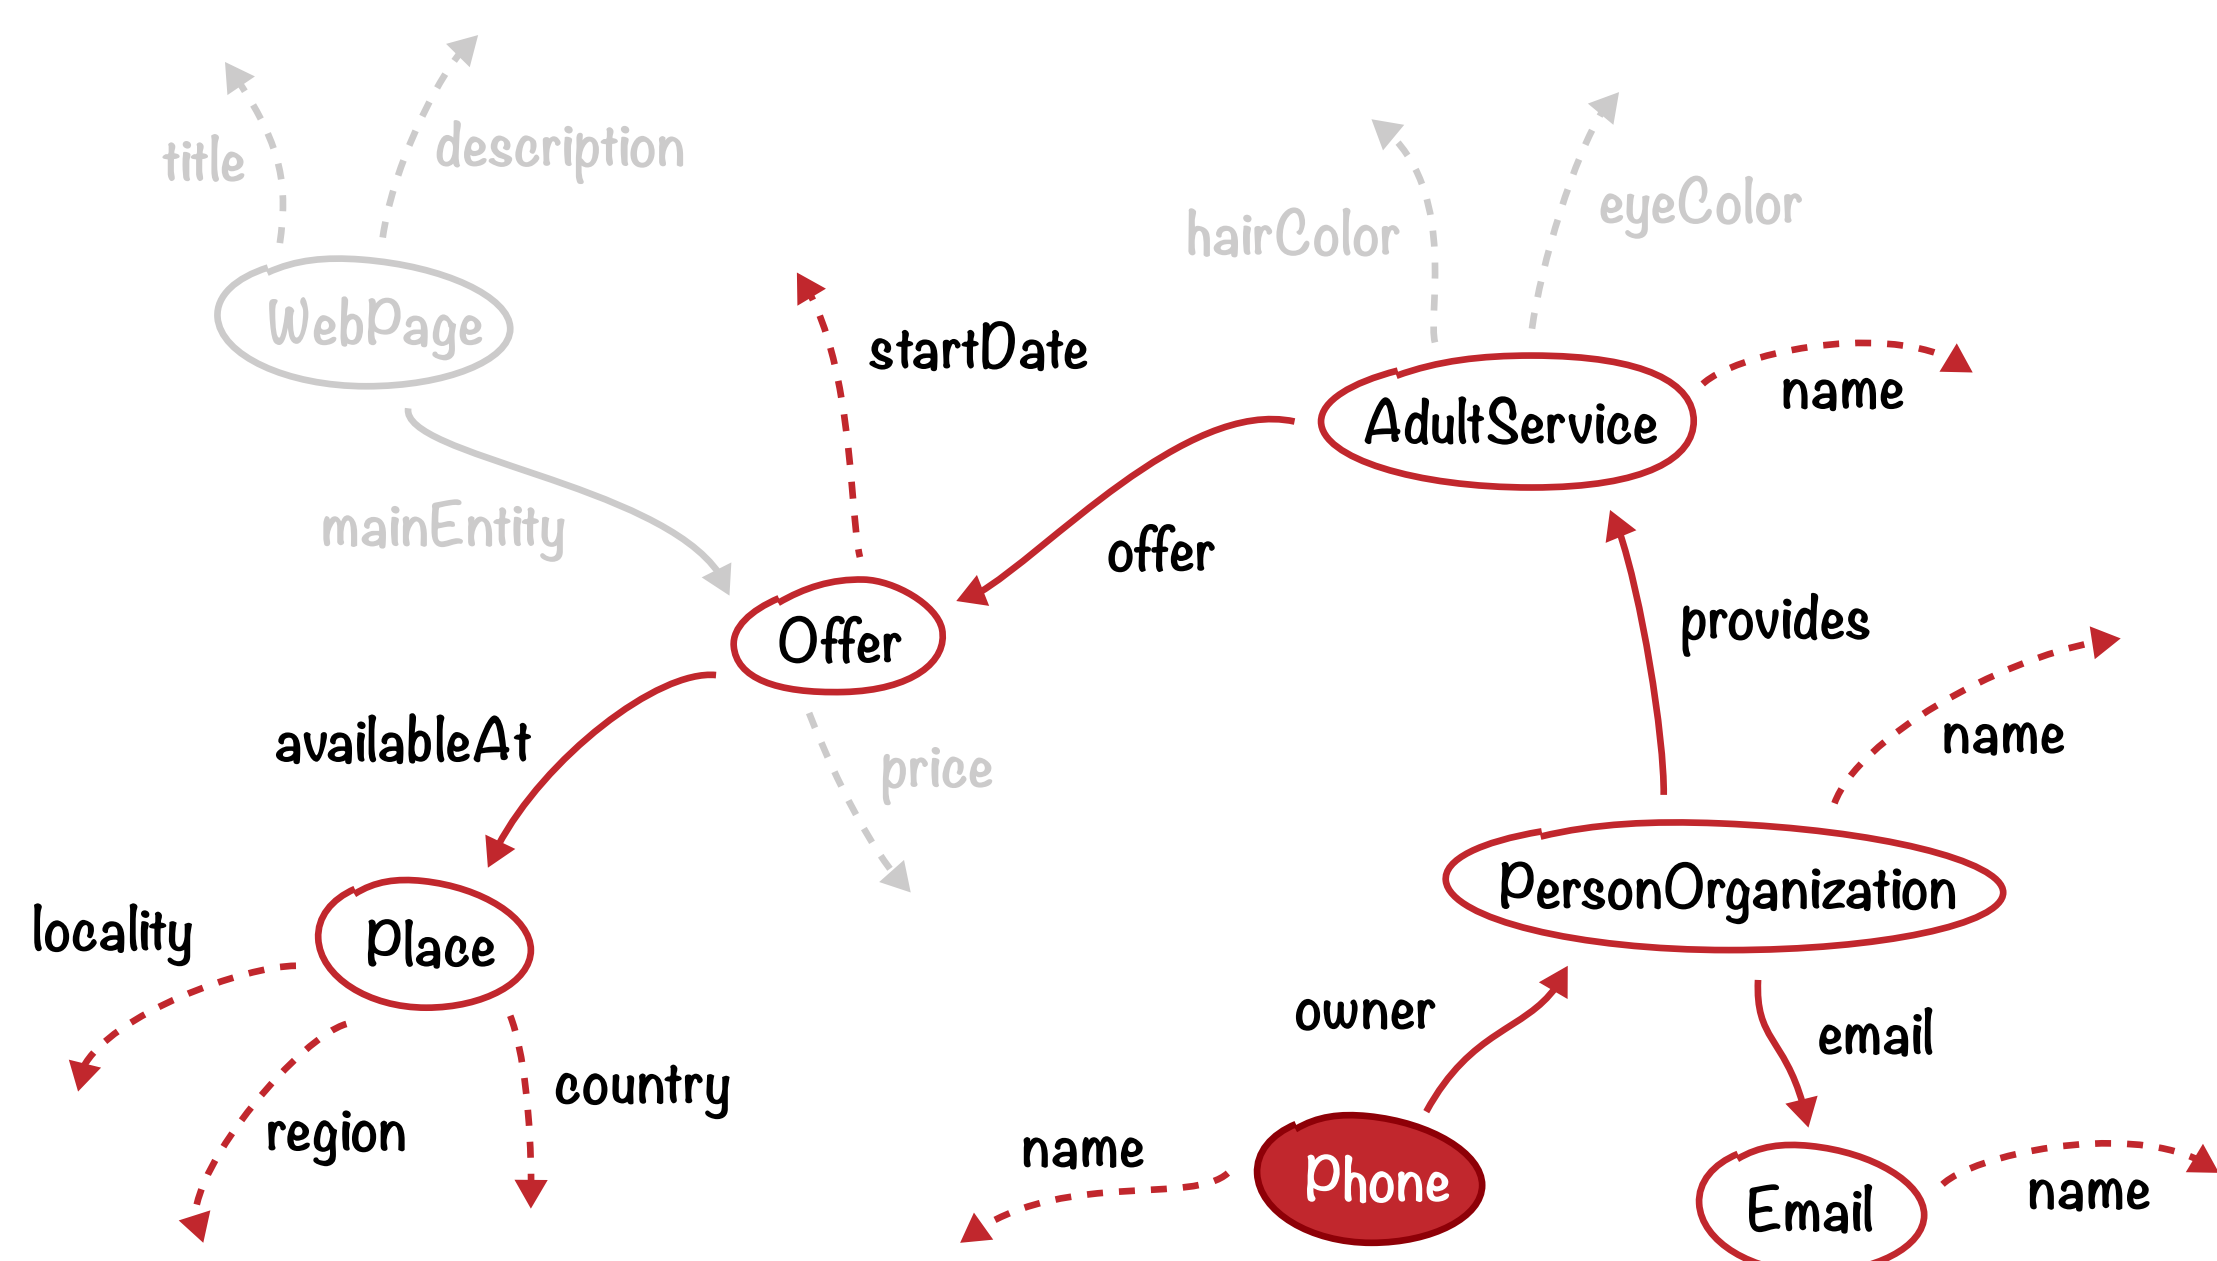 title
description
hairColor
eyeColor
WebPage
startDate
name
AdultService
mainEntity
offer
provides
Offer
name
availableAt
price
PersonOrganization
locality
Place
owner
email
country
region
name
Phone
name
Email